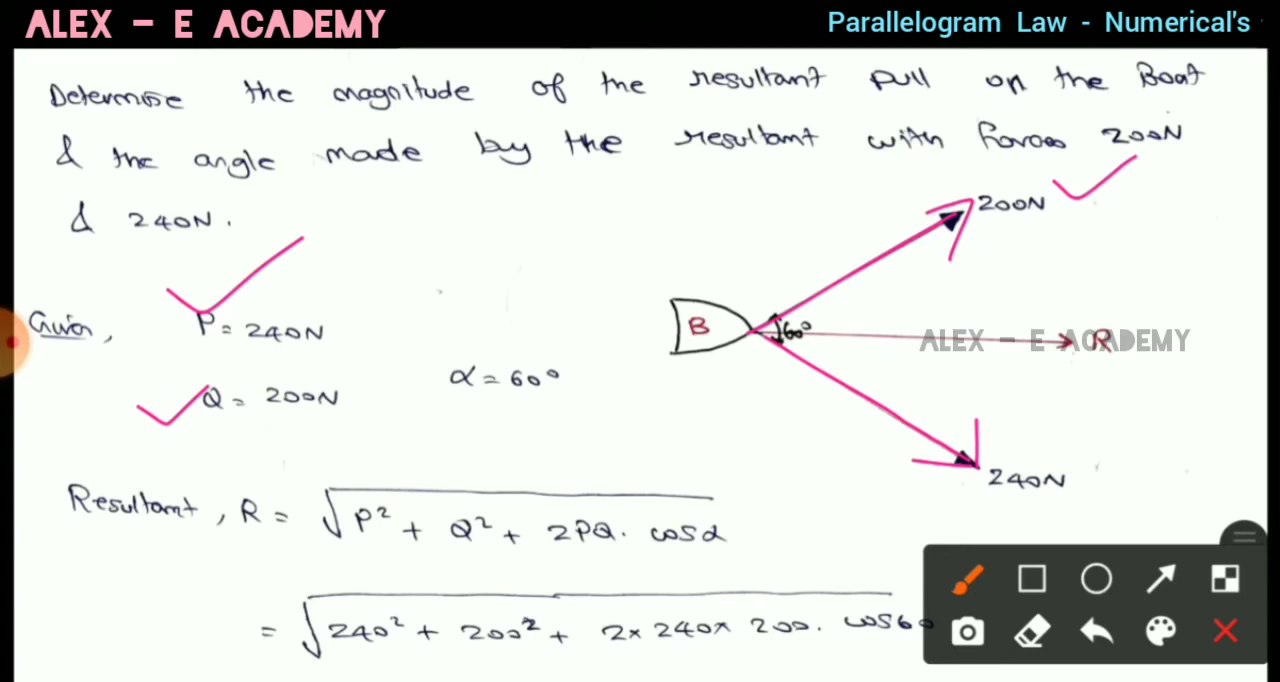 ALEX - E ACADEMY
Parallelogram Law - Numerical's
Determine the magnitude of the resultant pull on the Boat
& the angle made by the resultant with forces 200N
& 240N.
200N
Given, P = 240N
B
60°
ALEX - E ACADEMY
R
α = 60°
Q = 200N
240N
Resultant, R = √P² + Q² + 2PQ. cosα
= √240² + 200² + 2x 240x 200. cos60